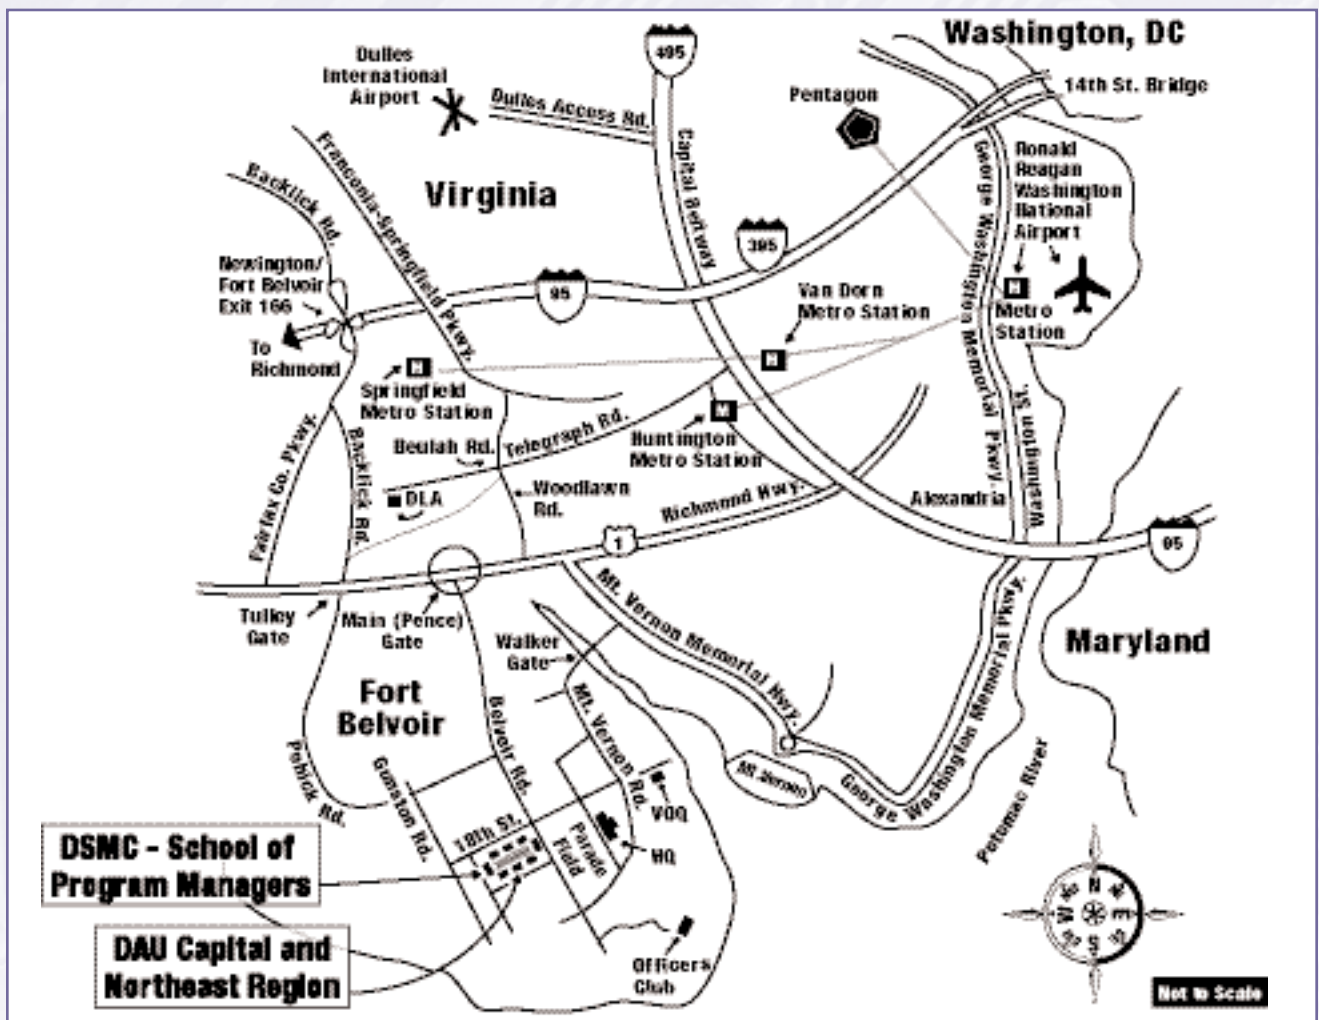 Washington, DC
495
Dulles
International
Airport
Dulles Access Rd.
Pentagon
14th St. Bridge
Franconia-Springfield Pkwy.
Backlick Rd.
Virginia
Capital Beltway
George Washington Memorial Pkwy.
Ronald
Reagan
Washington
National
Airport
395
Newington/
Fort Belvoir
Exit 166
95
Van Dorn
Metro Station
M
Metro
Station
To
Richmond
M
Springfield
Metro Station
M
M
Huntington
Metro Station
Washington St.
Fairfax Co. Pkwy.
Backlick Rd.
Beulah Rd.
Telegraph Rd.
DLA
Woodlawn
Rd.
Richmond Hwy.
Alexandria
1
95
Tulley
Gate
Main (Pence)
Gate
Walker
Gate
Mt. Vernon Memorial Hwy.
George Washington Memorial Pkwy.
Maryland
Fort
Belvoir
Belvoir Rd.
Mt. Vernon Rd.
Mt. Vernon
Potomac River
Pohick Rd.
Gunston Rd.
18th St.
Parade
Field
VOQ
HQ
DSMC - School of
Program Managers
DAU Capital and
Northeast Region
Officers
Club
N
NE
E
SE
S
SW
W
NW
Not to Scale